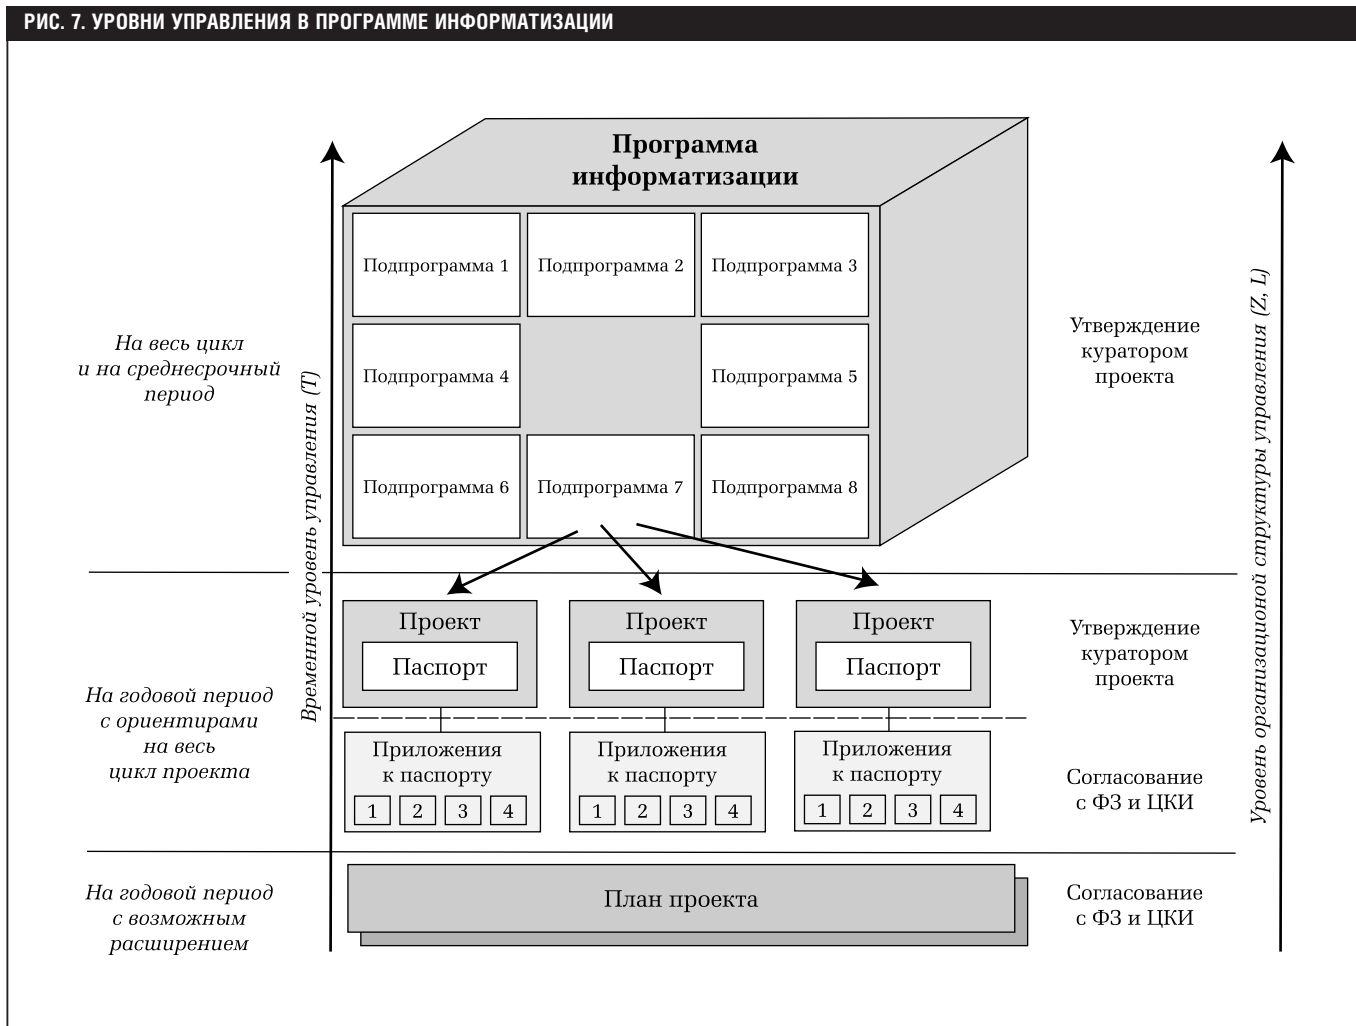 РИС. 7. УРОВНИ УПРАВЛЕНИЯ В ПРОГРАММЕ ИНФОРМАТИЗАЦИИ
Программа
информатизации
Подпрограмма 1
Подпрограмма 2
Подпрограмма 3
Подпрограмма 4
Подпрограмма 5
Подпрограмма 6
Подпрограмма 7
Подпрограмма 8
На весь цикл
и на среднесрочный
период
Временной уровень управления (T)
Утверждение
куратором
проекта
Уровень организационой структуры управления (Z, L)
На годовой период
с ориентирами
на весь
цикл проекта
Проект
Паспорт
Проект
Паспорт
Проект
Паспорт
Утверждение
куратором
проекта
Приложения
к паспорту
1 2 3 4
Приложения
к паспорту
1 2 3 4
Приложения
к паспорту
1 2 3 4
Согласование
с ФЗ и ЦКИ
На годовой период
с возможным
расширением
План проекта
Согласование
с ФЗ и ЦКИ